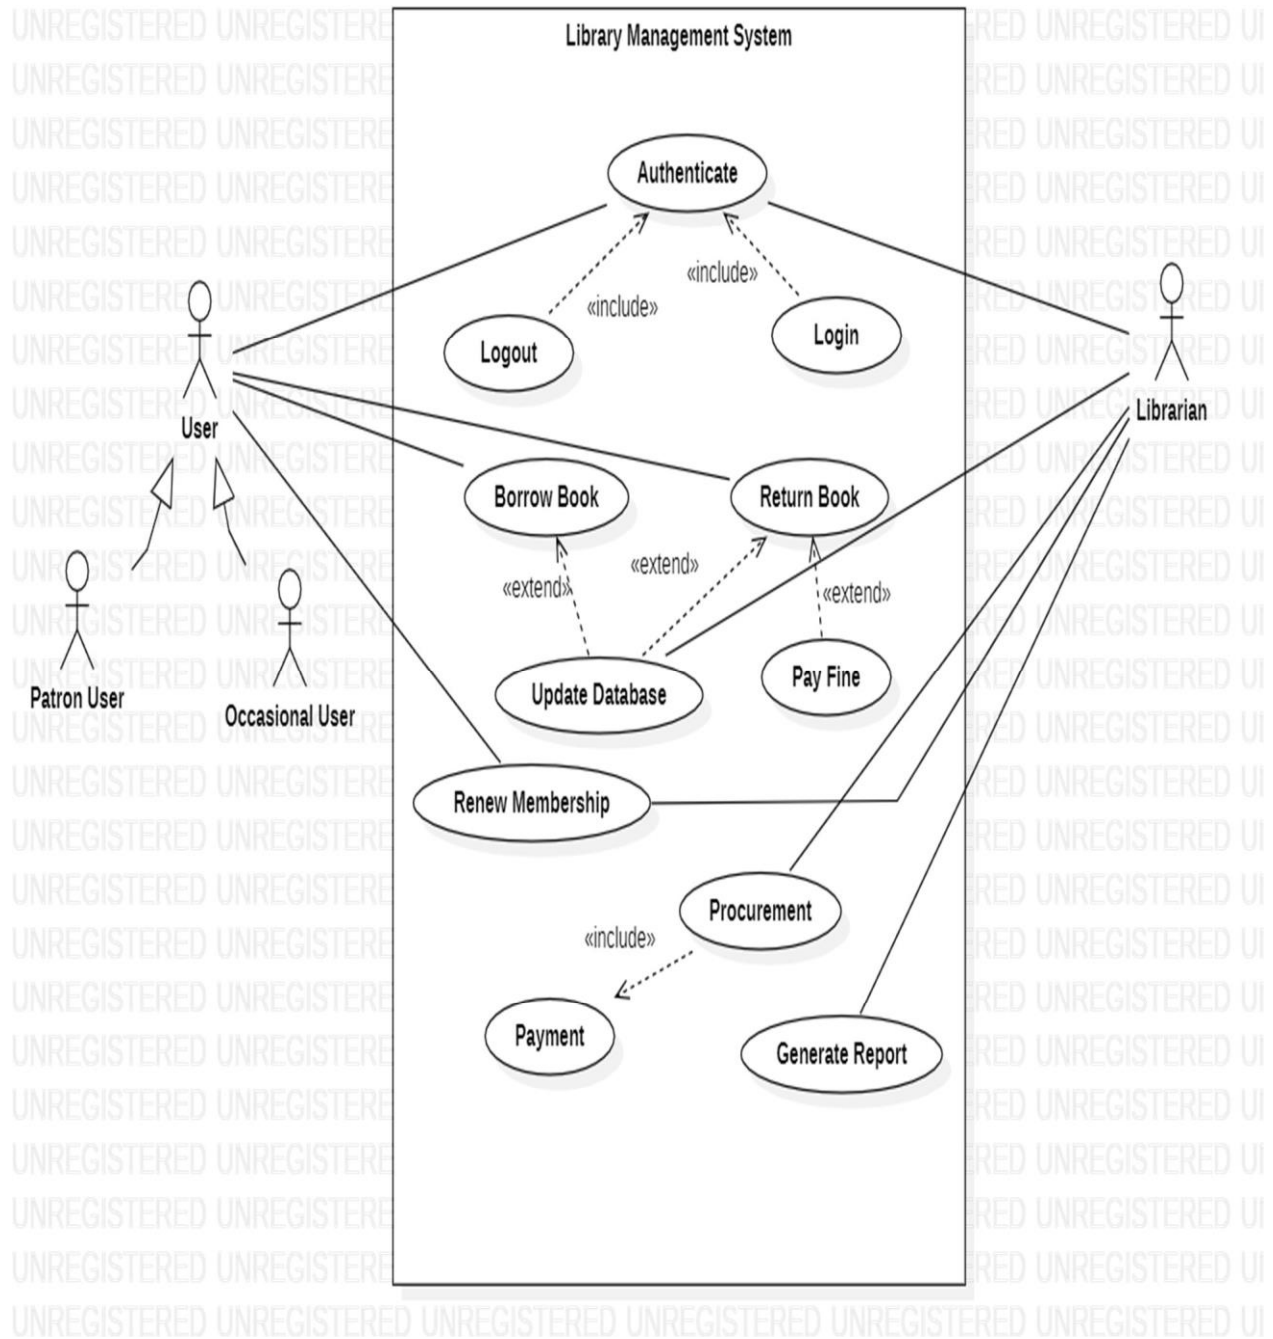 Library Management System
Authenticate
«include»
«include»
Logout
Login
User
Librarian
Borrow Book
Return Book
«extend»
«extend»
«extend»
Patron User
Occasional User
Update Database
Pay Fine
Renew Membership
Procurement
«include»
Payment
Generate Report
UNREGISTERED UNREGISTERED UNREGISTERED UNREGISTERED UNREGISTERED UNREGISTERED